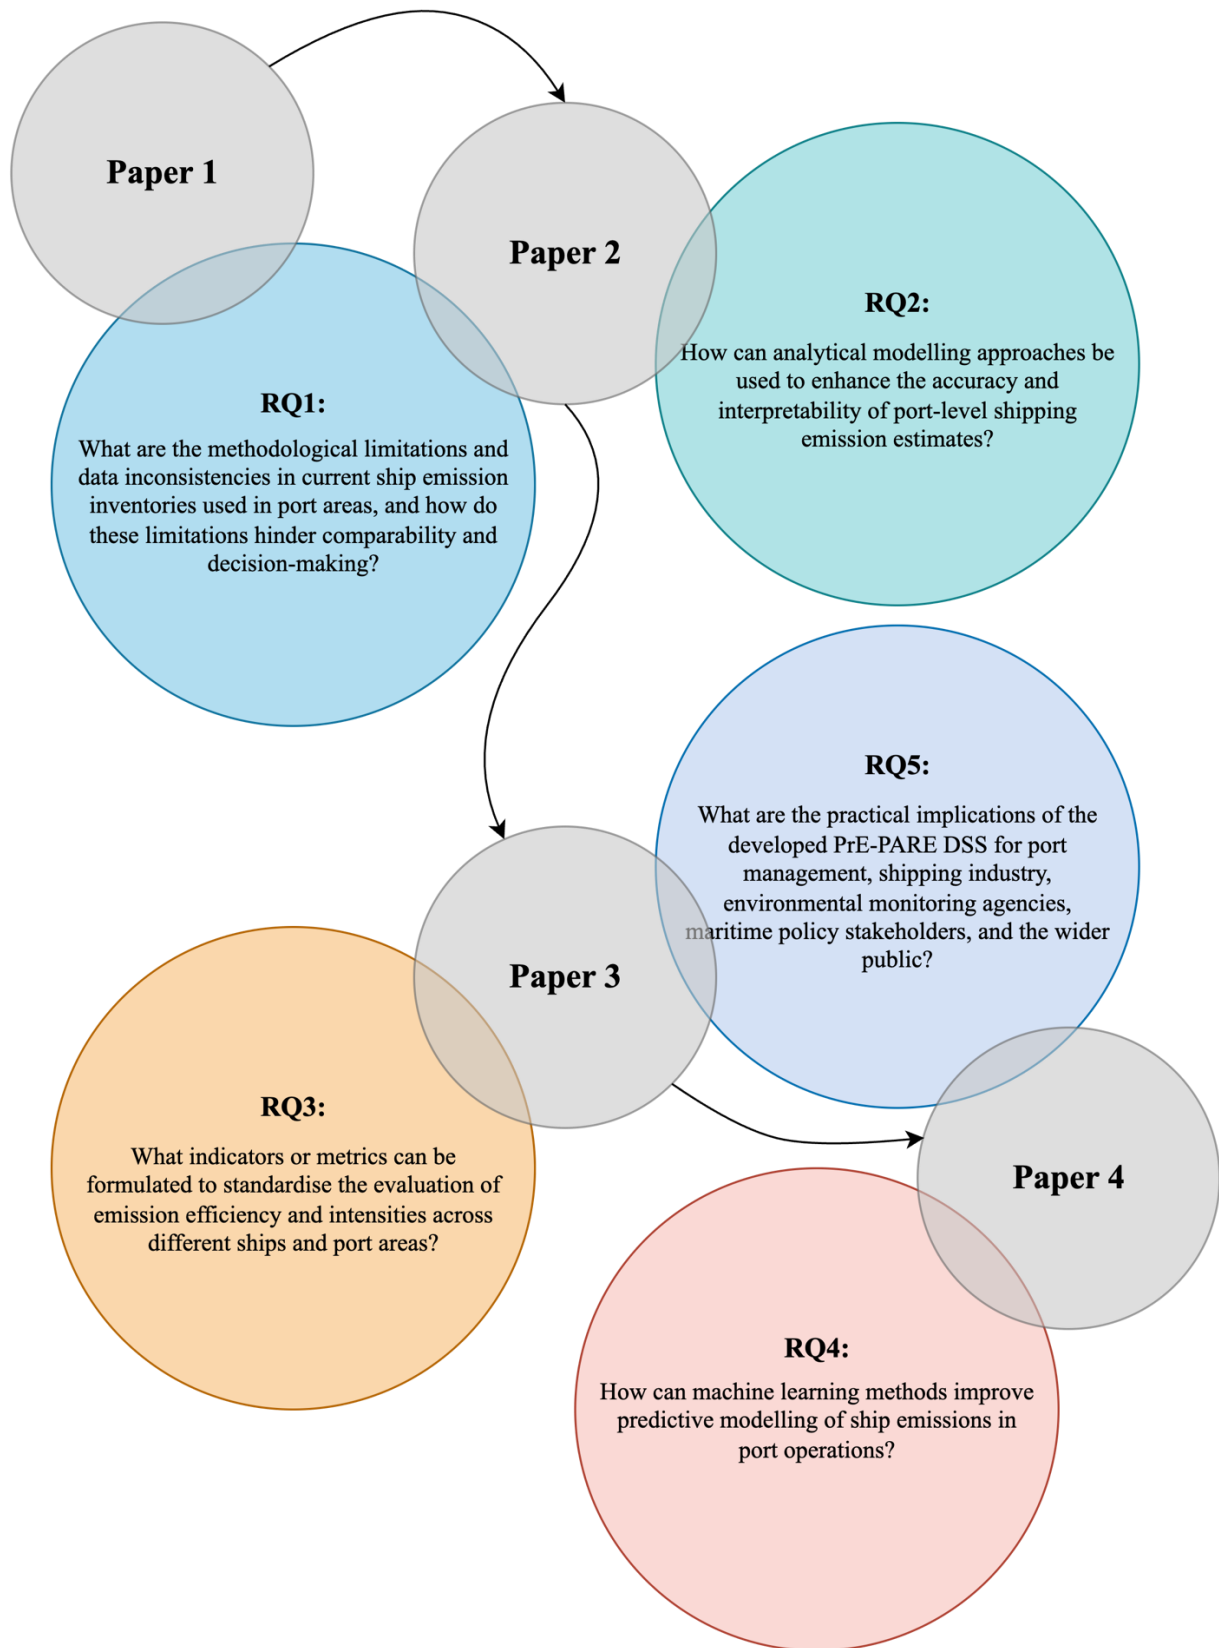 Paper 1
Paper 2
RQ2:
How can analytical modelling approaches be
used to enhance the accuracy and
interpretability of port-level shipping
emission estimates?
RQ1:
What are the methodological limitations and
data inconsistencies in current ship emission
inventories used in port areas, and how do
these limitations hinder comparability and
decision-making?
RQ5:
What are the practical implications of the
developed PrE-PARE DSS for port
management, shipping industry,
environmental monitoring agencies,
maritime policy stakeholders, and the wider
public?
Paper 3
RQ3:
What indicators or metrics can be
formulated to standardise the evaluation of
emission efficiency and intensities across
different ships and port areas?
Paper 4
RQ4:
How can machine learning methods improve
predictive modelling of ship emissions in
port operations?